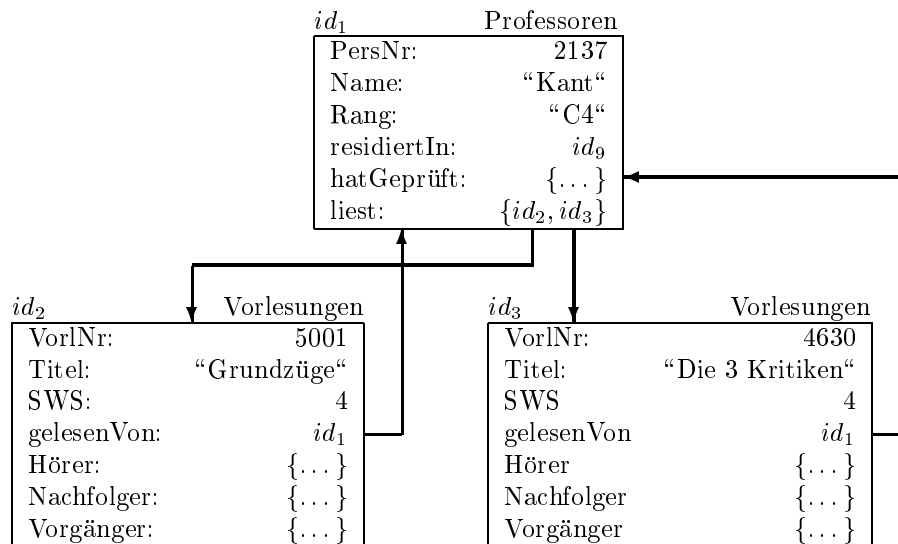 id₁ Professoren
PersNr: 2137
Name: “Kant“
Rang: “C4“
residiertIn: id₉
hatGeprüft: {...}
liest: {id₂, id₃}
id₂ Vorlesungen
VorlNr: 5001
Titel: “Grundzüge“
SWS: 4
gelesenVon: id₁
Hörer: {...}
Nachfolger: {...}
Vorgänger: {...}
id₃ Vorlesungen
VorlNr: 4630
Titel: “Die 3 Kritiken“
SWS 4
gelesenVon id₁
Hörer {...}
Nachfolger {...}
Vorgänger {...}